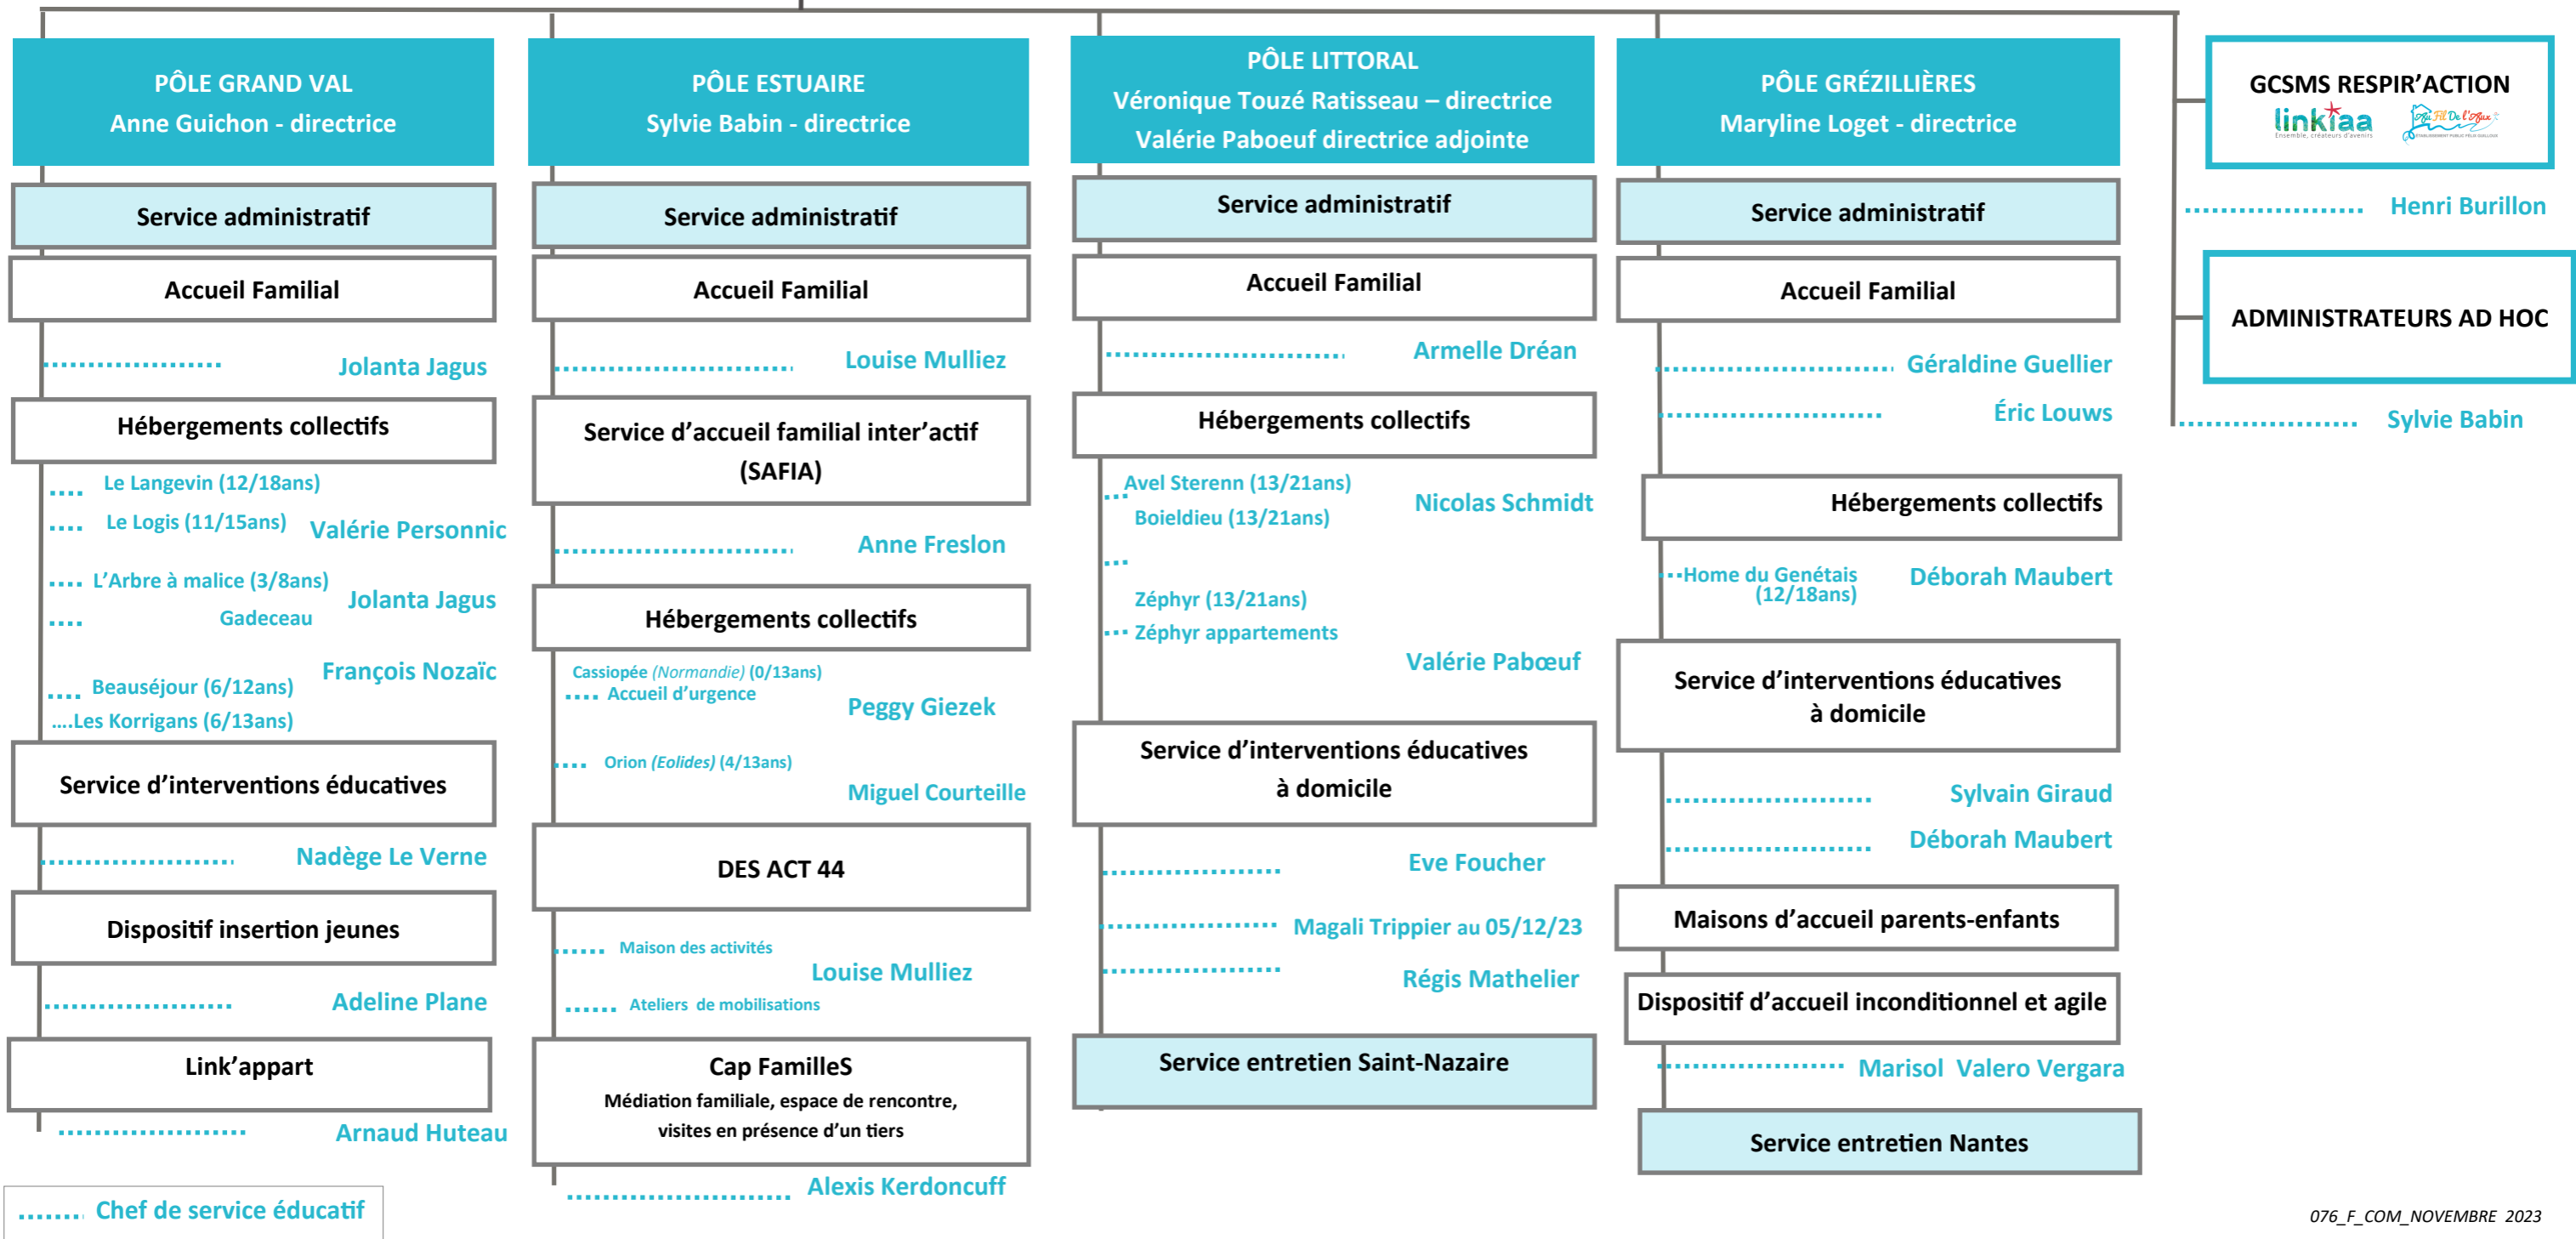 PÔLE GRAND VAL
Anne Guichon - directrice
Service administratif
Accueil Familial
Jolanta Jagus
Hébergements collectifs
Le Langevin (12/18ans)
Le Logis (11/15ans)
Valérie Personnic
L’Arbre à malice (3/8ans)
Jolanta Jagus
Gadeceau
François Nozaïc
Beauséjour (6/12ans)
....Les Korrigans (6/13ans)
Service d’interventions éducatives
Nadège Le Verne
Dispositif insertion jeunes
Adeline Plane
Link’appart
Arnaud Huteau
PÔLE ESTUAIRE
Sylvie Babin - directrice
Service administratif
Accueil Familial
Louise Mulliez
Service d’accueil familial inter’actif
(SAFIA)
Anne Freslon
Hébergements collectifs
Cassiopée (Normandie) (0/13ans)
Accueil d’urgence
Peggy Giezek
Orion (Eolides) (4/13ans)
Miguel Courteille
DES ACT 44
Maison des activités
Louise Mulliez
Ateliers de mobilisations
Cap FamilleS
Médiation familiale, espace de rencontre,
visites en présence d’un tiers
Alexis Kerdoncuff
PÔLE LITTORAL
Véronique Touzé Ratisseau – directrice
Valérie Paboeuf directrice adjointe
Service administratif
Accueil Familial
Armelle Dréan
Hébergements collectifs
Avel Sterenn (13/21ans)
Nicolas Schmidt
Boieldieu (13/21ans)
Zéphyr (13/21ans)
Zéphyr appartements
Valérie Pabœuf
Service d’interventions éducatives
à domicile
Eve Foucher
Magali Trippier au 05/12/23
Régis Mathelier
Service entretien Saint-Nazaire
PÔLE GRÉZILLIÈRES
Maryline Loget - directrice
Service administratif
Accueil Familial
Géraldine Guellier
Éric Louws
Hébergements collectifs
Home du Genétais
(12/18ans)
Déborah Maubert
Service d’interventions éducatives
à domicile
Sylvain Giraud
Déborah Maubert
Maisons d’accueil parents-enfants
Dispositif d’accueil inconditionnel et agile
Marisol Valero Vergara
Service entretien Nantes
GCSMS RESPIR’ACTION
linkiaa
Ensemble, créateurs d’avenirs
Au Fil De l’Ajux
Henri Burillon
ADMINISTRATEURS AD HOC
Sylvie Babin
Chef de service éducatif
076_F_COM_NOVEMBRE 2023